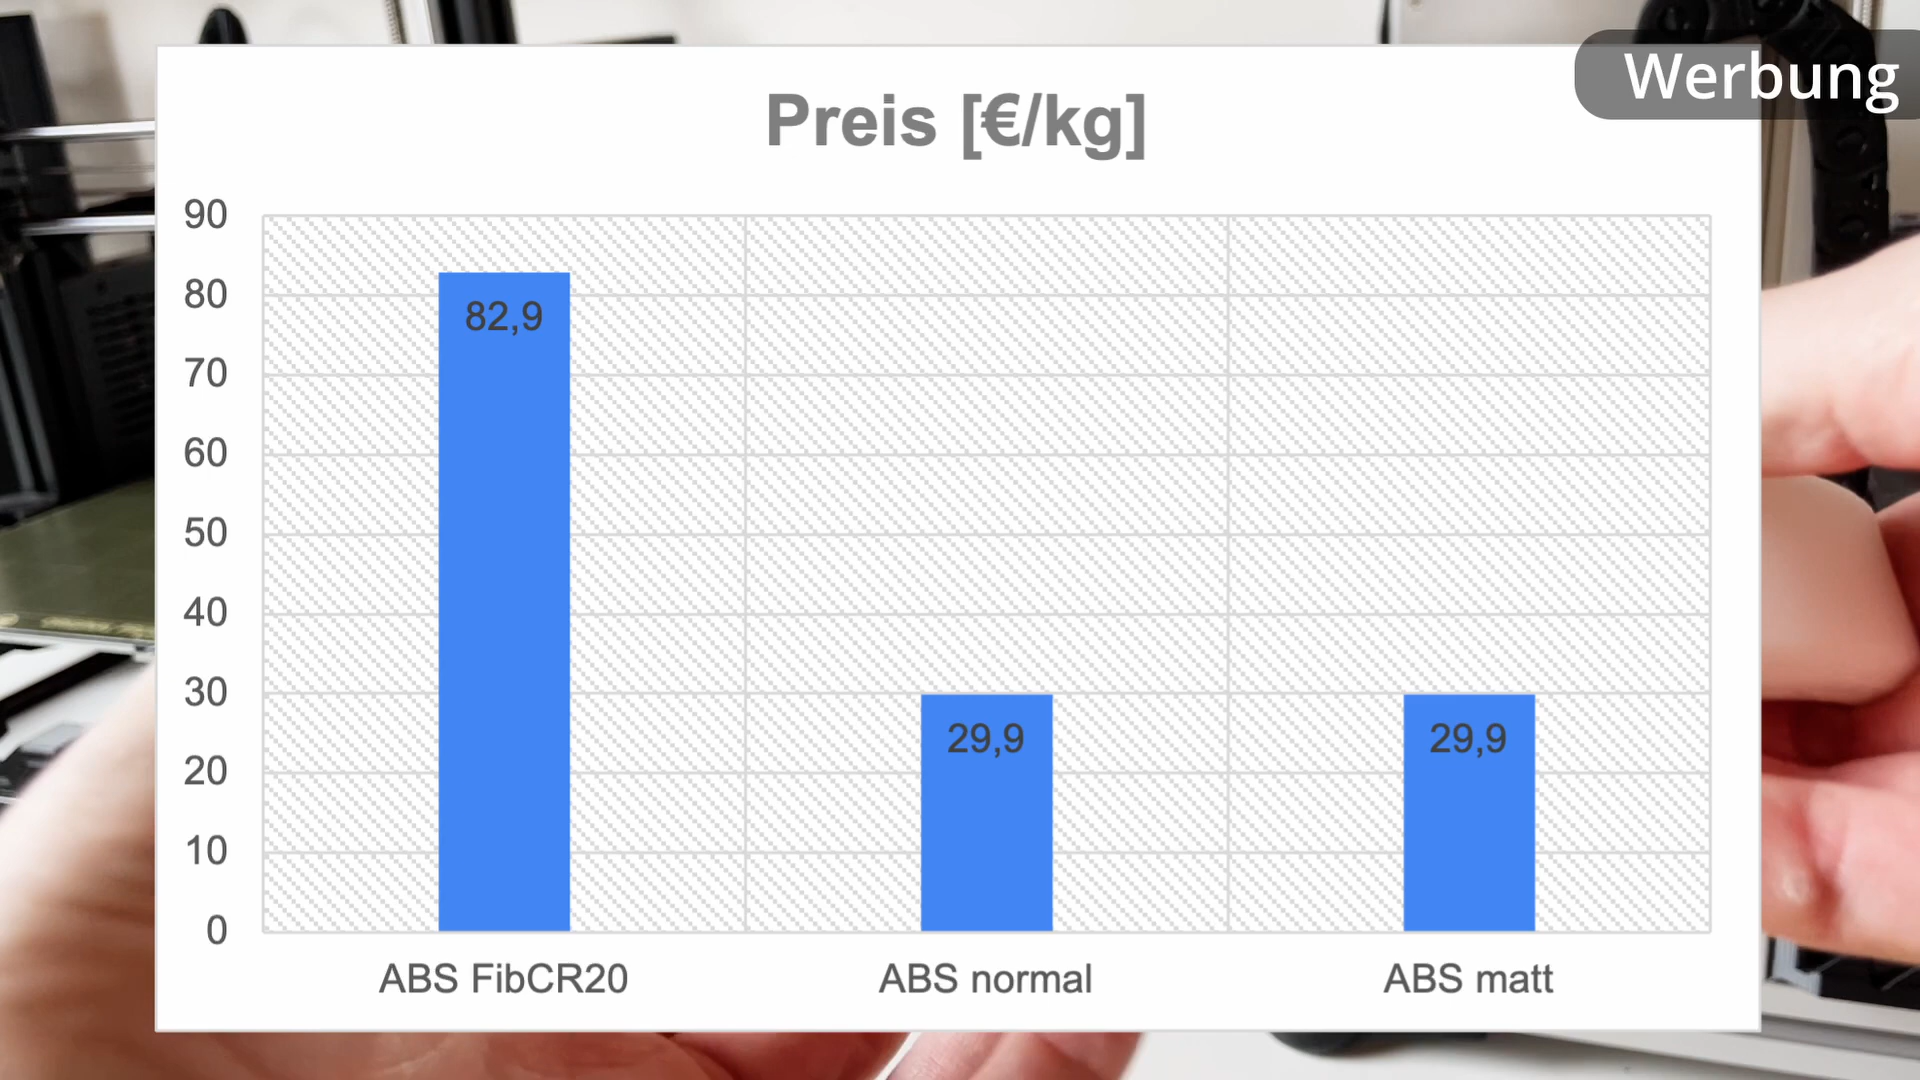 Werbung
Preis [€/kg]
90
80
70
60
50
40
30
20
10
0
82,9
29,9
29,9
ABS FibCR20
ABS normal
ABS matt